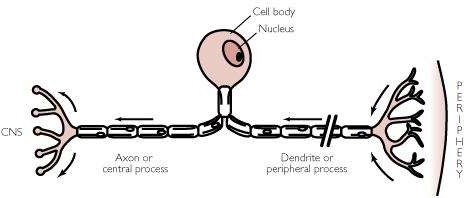 Cell body
Nucleus
CNS
Axon or
central process
Dendrite or
peripheral process
PERIPHERY